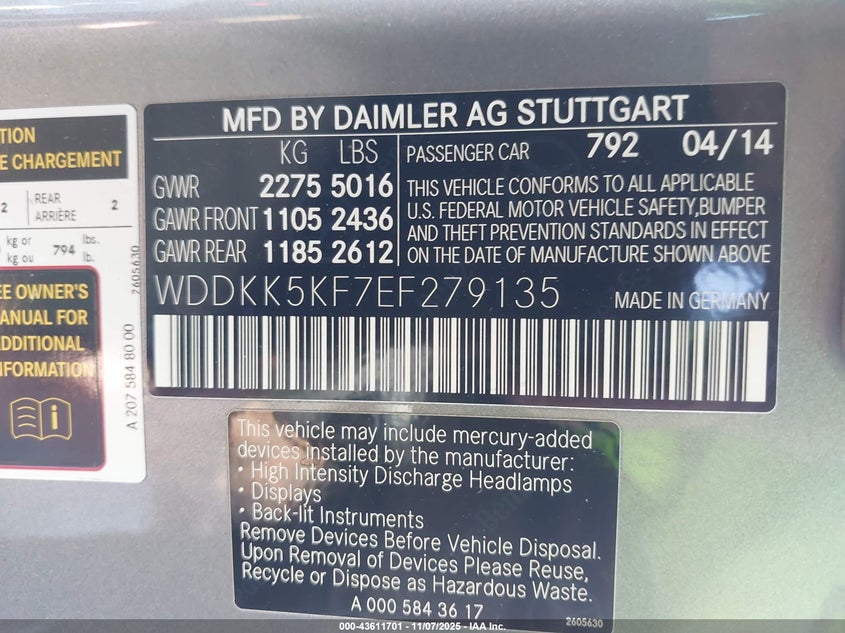 MFD BY DAIMLER AG STUTTGART
KG LBS
GVWR 2275 5016
GAWR FRONT 1105 2436
GAWR REAR 1185 2612
PASSENGER CAR 792 04/14
THIS VEHICLE CONFORMS TO ALL APPLICABLE
U.S. FEDERAL MOTOR VEHICLE SAFETY,BUMPER
AND THEFT PREVENTION STANDARDS IN EFFECT
ON THE DATE OF MANUFACTURE SHOWN ABOVE
WDDKK5KF7EF279135 MADE IN GERMANY
TION
E CHARGEMENT
2 REAR
ARRIÈRE 2
kg or
kg ou 794 lbs.
lb.
EE OWNER'S
MANUAL FOR
ADDITIONAL
INFORMATION
2605630
A 207 584 80 00
This vehicle may include mercury-added
devices installed by the manufacturer:
• High Intensity Discharge Headlamps
• Displays
• Back-lit Instruments
Remove Devices Before Vehicle Disposal.
Upon Removal of Devices Please Reuse,
Recycle or Dispose as Hazardous Waste.
A 000 584 36 17
2605630
000-43611701 - 11/07/2025 - IAA Inc.